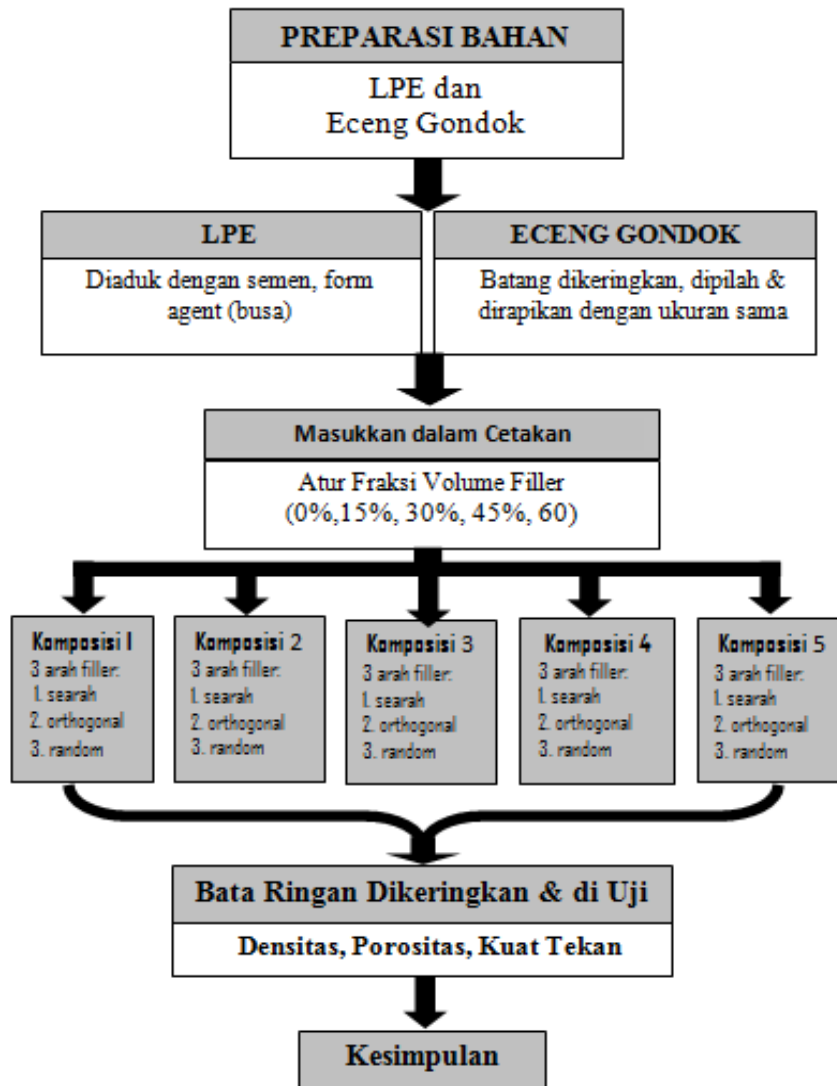 PREPARASI BAHAN
LPE dan
Eceng Gondok
LPE
Diaduk dengan semen, form
agent (busa)
ECENG GONDOK
Batang dikeringkan, dipilah &
dirapikan dengan ukuran sama
Masukkan dalam Cetakan
Atur Fraksi Volume Filler
(0%,15%, 30%, 45%, 60)
Komposisi 1
3 arah filler:
1. searah
2. orthogonal
3. random
Komposisi 2
3 arah filler:
1. searah
2. orthogonal
3. random
Komposisi 3
3 arah filler:
1. searah
2. orthogonal
3. random
Komposisi 4
3 arah filler:
1. searah
2. orthogonal
3. random
Komposisi 5
3 arah filler:
1. searah
2. orthogonal
3. random
Bata Ringan Dikeringkan & di Uji
Densitas, Porositas, Kuat Tekan
Kesimpulan